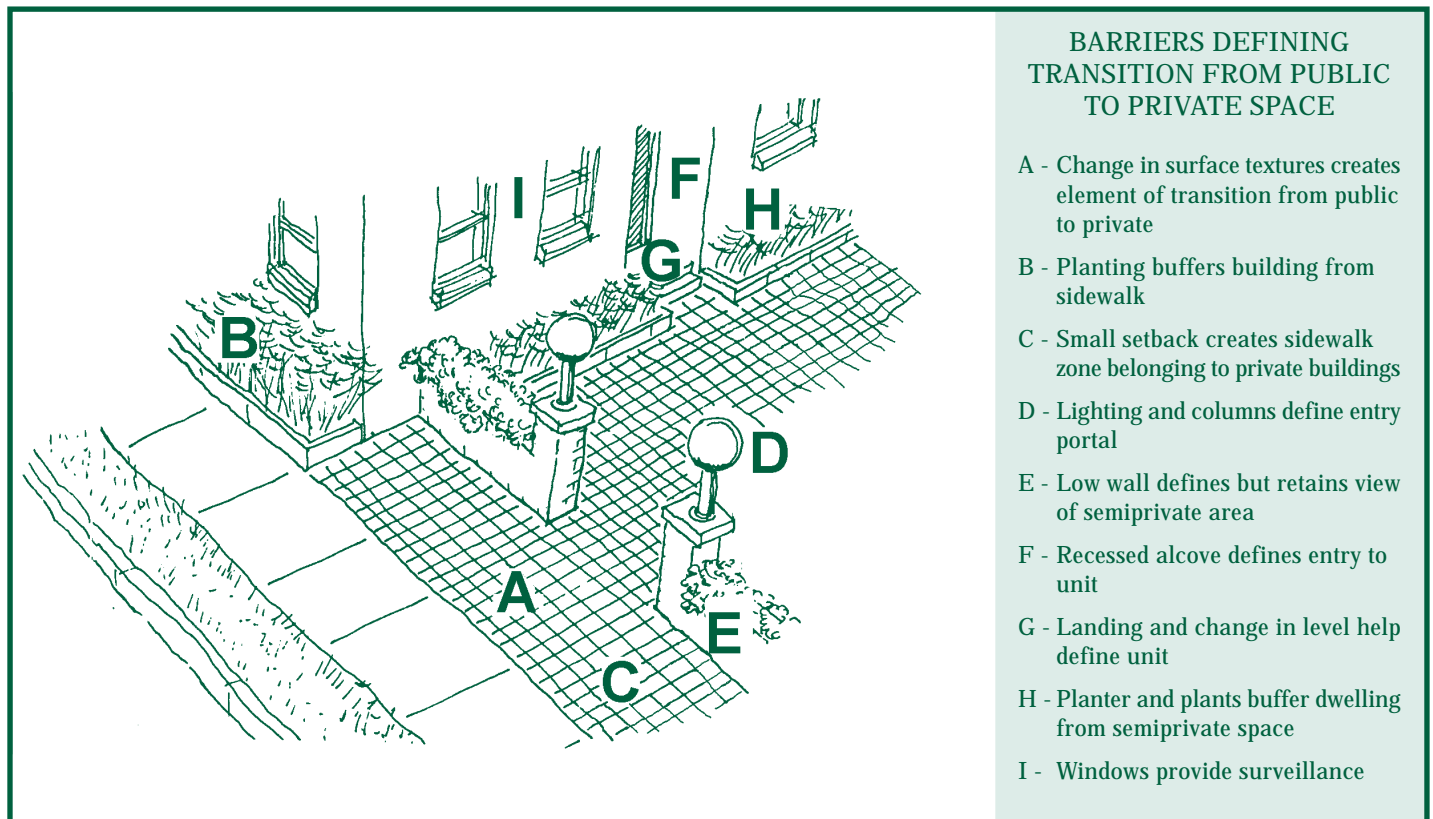 BARRIERS DEFINING
TRANSITION FROM PUBLIC
TO PRIVATE SPACE
A - Change in surface textures creates
element of transition from public
to private
B - Planting buffers building from
sidewalk
C - Small setback creates sidewalk
zone belonging to private buildings
D - Lighting and columns define entry
portal
E - Low wall defines but retains view
of semiprivate area
F - Recessed alcove defines entry to
unit
G - Landing and change in level help
define unit
H - Planter and plants buffer dwelling
from semiprivate space
I - Windows provide surveillance
F
I
H
G
B
D
A
E
C